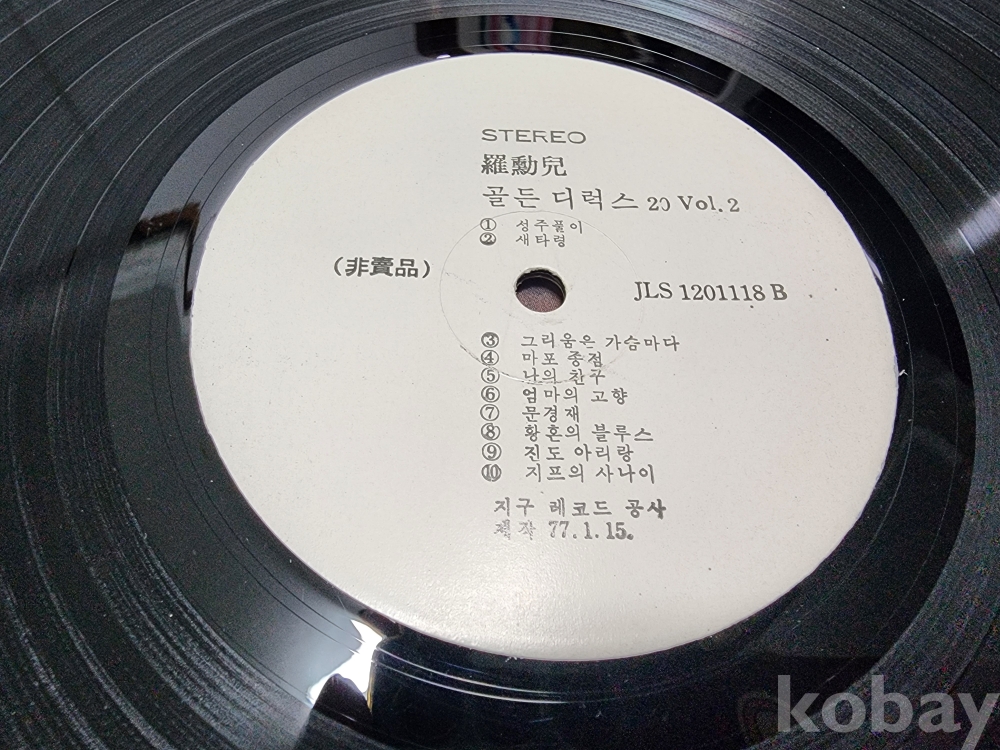 STEREO
羅勳兒
골든 디럭스 20 Vol.2
① 성주풀이
② 새타령
(非賣品)
JLS 1201118 B
③ 그리움은 가슴마다
④ 마포 종점
⑤ 나의 친구
⑥ 엄마의 고향
⑦ 문경재
⑧ 황혼의 블루스
⑨ 진도 아리랑
⑩ 지프의 사나이
지구 레코드 공사
제작 77.1.15.
kobay